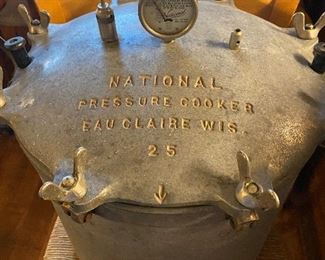 NATIONAL
PRESSURE COOKER
EAU CLAIRE WIS.
25